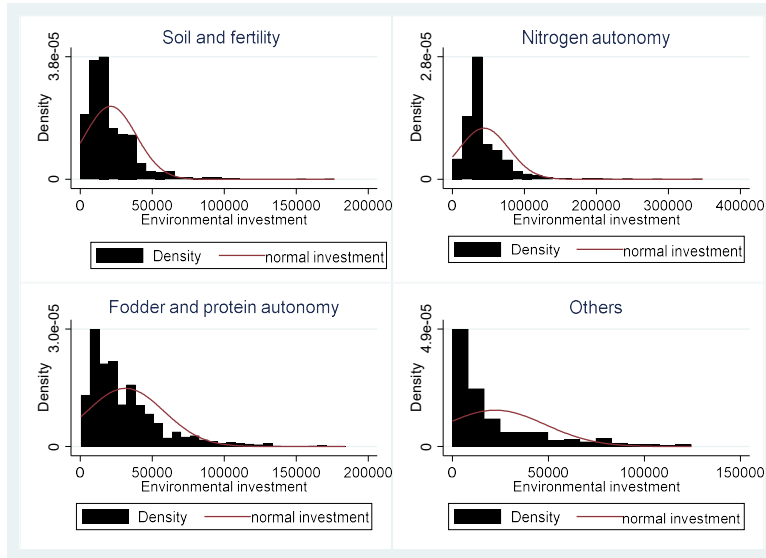 Soil and fertility
3.8e-05
Density
0
0 50000 100000 150000 200000
Environmental investment
Density normal investment
Nitrogen autonomy
2.8e-05
Density
0
0 100000 200000 300000 400000
Environmental investment
Density normal investment
Fodder and protein autonomy
3.0e-05
Density
0
0 50000 100000 150000 200000
Environmental investment
Density normal investment
Others
4.9e-05
Density
0
0 50000 100000 150000
Environmental investment
Density normal investment